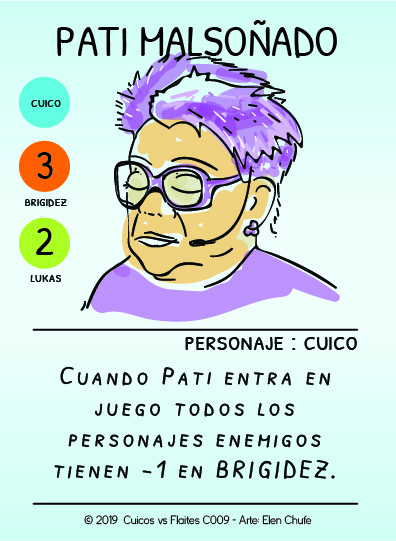 PATI MALSOÑADO
CUICO
3
BRIGIDEZ
2
LUKAS
PERSONAJE : CUICO
CUANDO PATI ENTRA EN
JUEGO TODOS LOS
PERSONAJES ENEMIGOS
TIENEN -1 EN BRIGIDEZ.
© 2019 Cuicos vs Flaites C009 - Arte: Elen Chufe